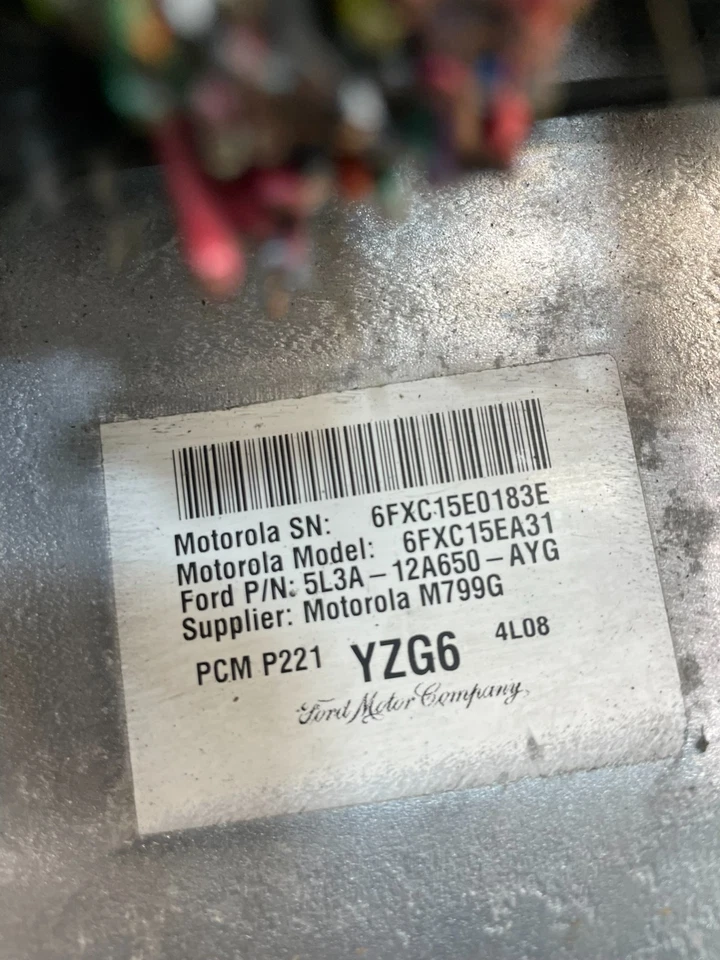 Motorola SN: 6FXC15E0183E
Motorola Model: 6FXC15EA31
Ford P/N: 5L3A-12A650-AYG
Supplier: Motorola M799G
PCM P221 YZG6 4L08
Ford Motor Company,